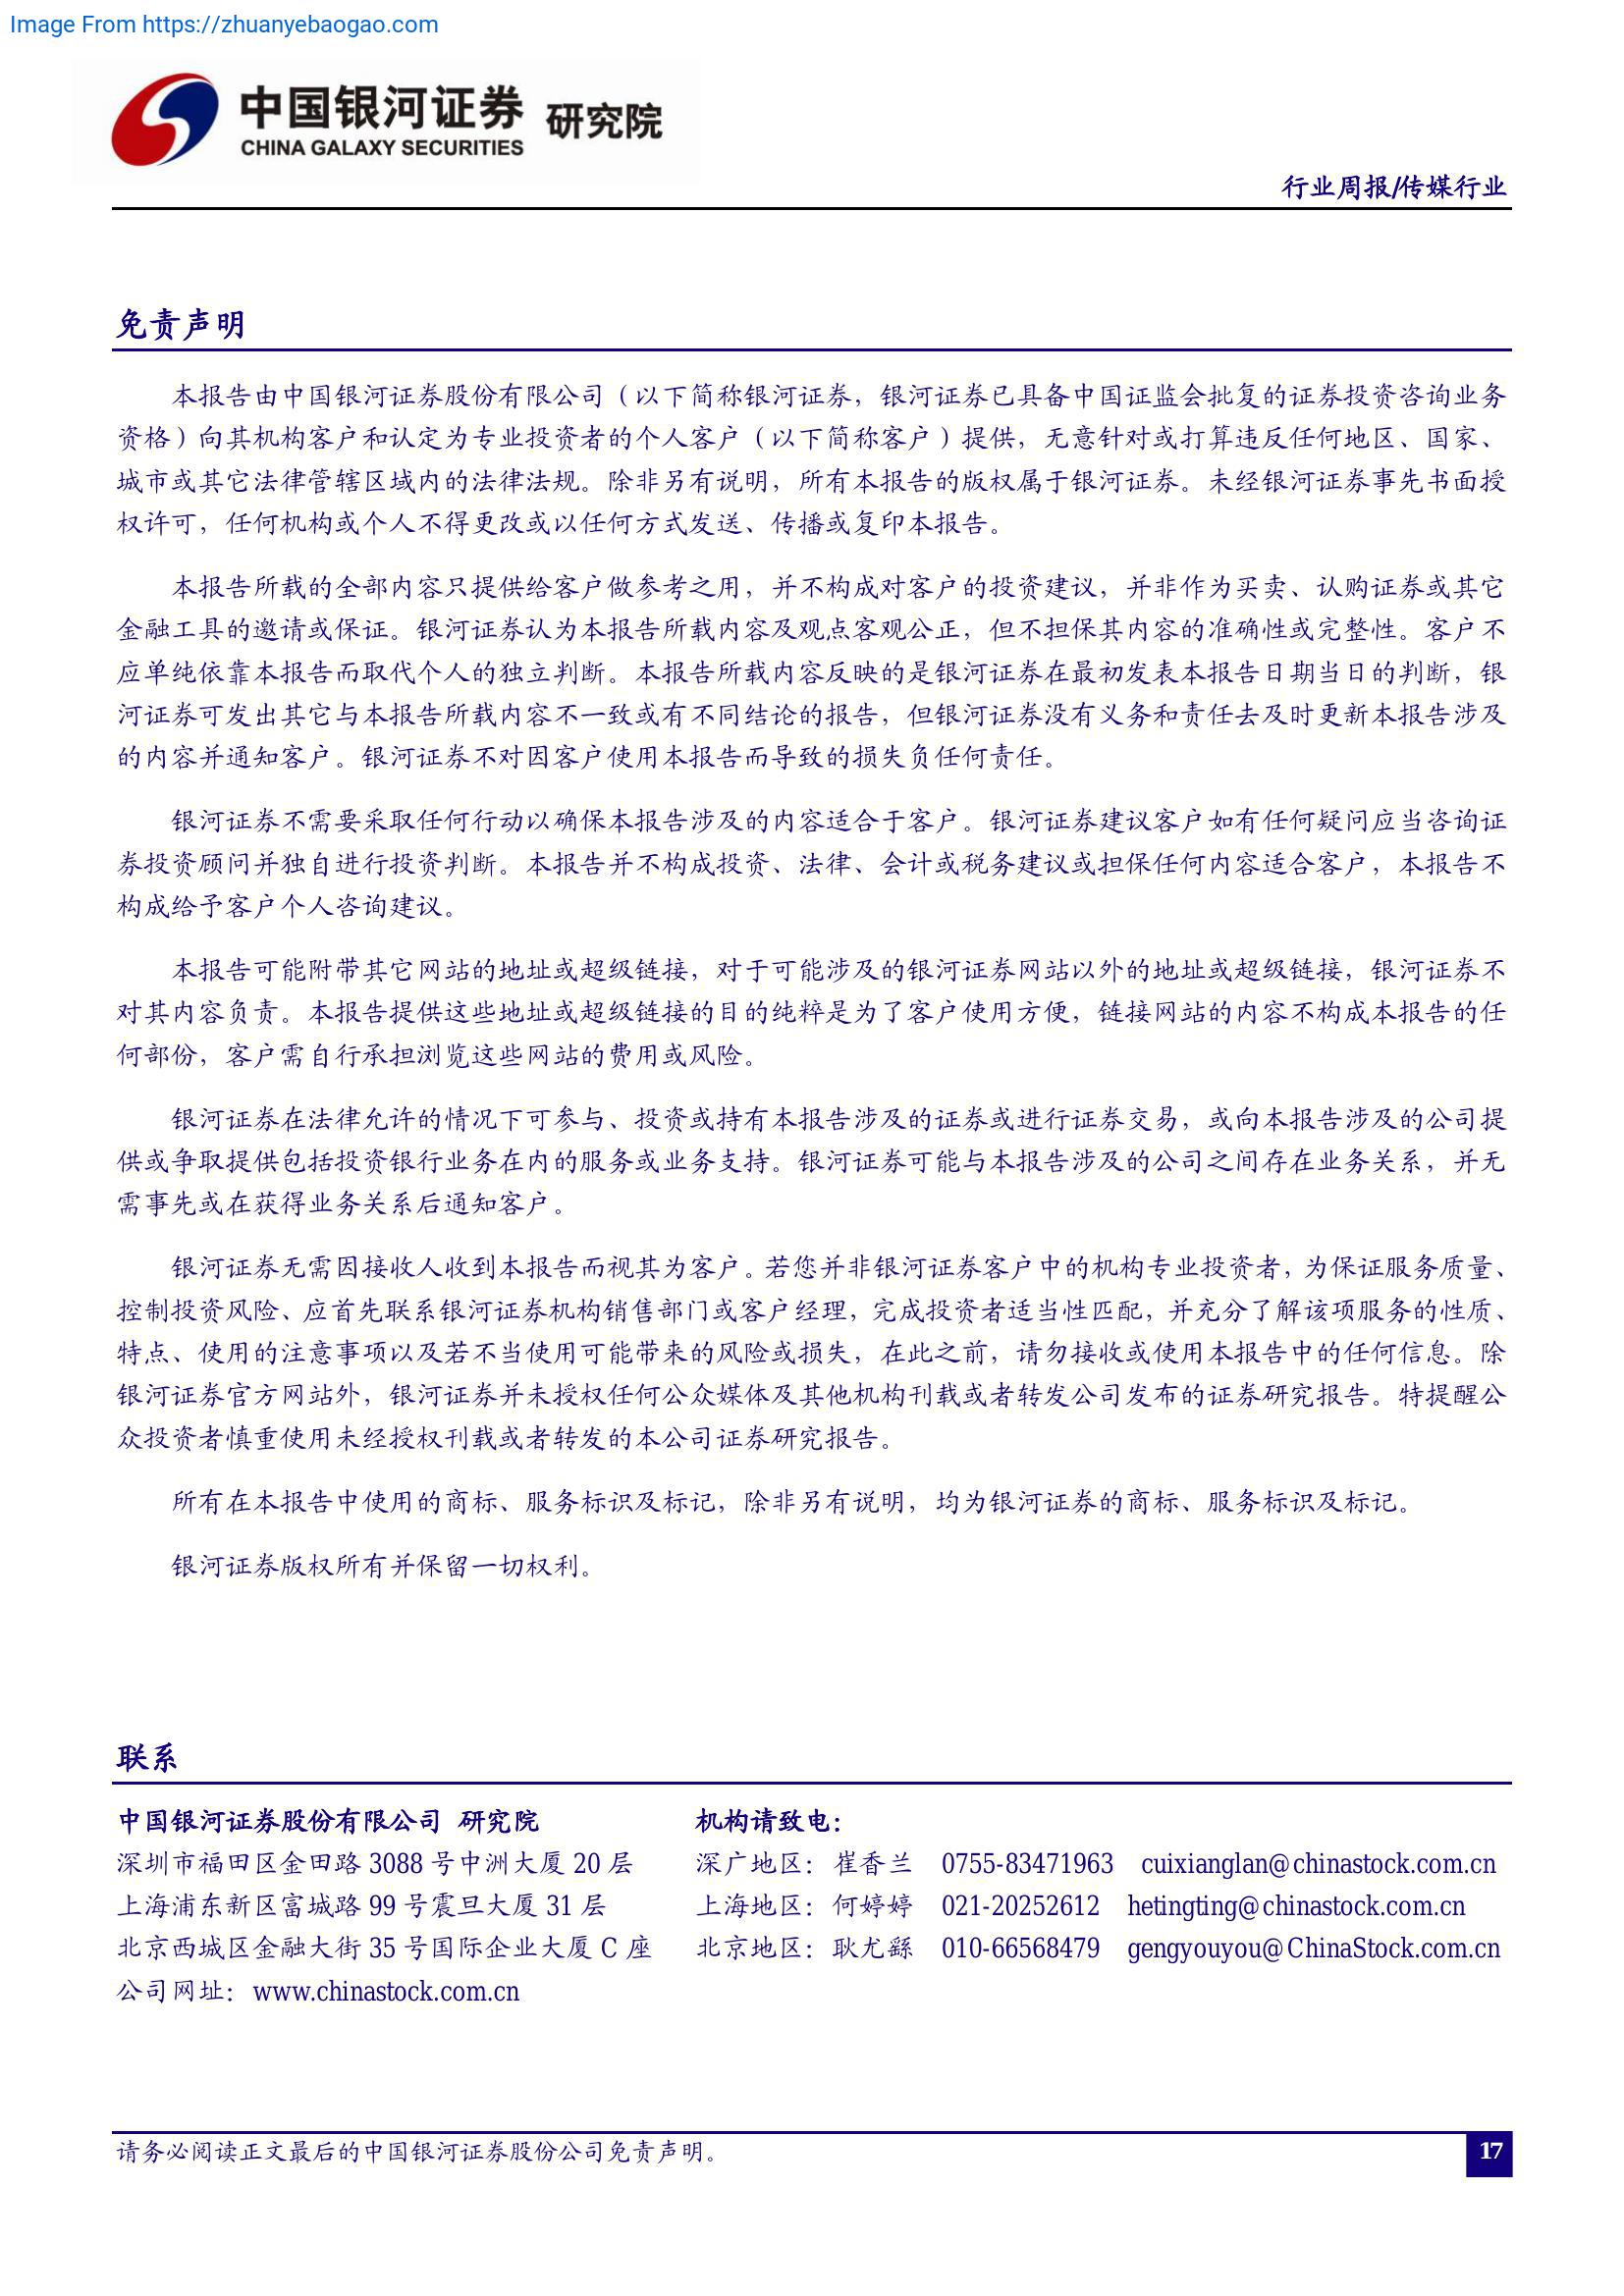 Image From https://zhuanyebaogao.com
中国银河证券 研究院
CHINA GALAXY SECURITIES
行业周报/传媒行业
免责声明
本报告由中国银河证券股份有限公司（以下简称银河证券，银河证券已具备中国证监会批复的证券投资咨询业务
资格）向其机构客户和认定为专业投资者的个人客户（以下简称客户）提供，无意针对或打算违反任何地区、国家、
城市或其它法律管辖区域内的法律法规。除非另有说明，所有本报告的版权属于银河证券。未经银河证券事先书面授
权许可，任何机构或个人不得更改或以任何方式发送、传播或复印本报告。
本报告所载的全部内容只提供给客户做参考之用，并不构成对客户的投资建议，并非作为买卖、认购证券或其它
金融工具的邀请或保证。银河证券认为本报告所载内容及观点客观公正，但不担保其内容的准确性或完整性。客户不
应单纯依靠本报告而取代个人的独立判断。本报告所载内容反映的是银河证券在最初发表本报告日期当日的判断，银
河证券可发出其它与本报告所载内容不一致或有不同结论的报告，但银河证券没有义务和责任去及时更新本报告涉及
的内容并通知客户。银河证券不对因客户使用本报告而导致的损失负任何责任。
银河证券不需要采取任何行动以确保本报告涉及的内容适合于客户。银河证券建议客户如有任何疑问应当咨询证
券投资顾问并独自进行投资判断。本报告并不构成投资、法律、会计或税务建议或担保任何内容适合客户，本报告不
构成给予客户个人咨询建议。
本报告可能附带其它网站的地址或超级链接，对于可能涉及的银河证券网站以外的地址或超级链接，银河证券不
对其内容负责。本报告提供这些地址或超级链接的目的纯粹是为了客户使用方便，链接网站的内容不构成本报告的任
何部份，客户需自行承担浏览这些网站的费用或风险。
银河证券在法律允许的情况下可参与、投资或持有本报告涉及的证券或进行证券交易，或向本报告涉及的公司提
供或争取提供包括投资银行业务在内的服务或业务支持。银河证券可能与本报告涉及的公司之间存在业务关系，并无
需事先或在获得业务关系后通知客户。
银河证券无需因接收人收到本报告而视其为客户。若您并非银河证券客户中的机构专业投资者，为保证服务质量、
控制投资风险、应首先联系银河证券机构销售部门或客户经理，完成投资者适当性匹配，并充分了解该项服务的性质、
特点、使用的注意事项以及若不当使用可能带来的风险或损失，在此之前，请勿接收或使用本报告中的任何信息。除
银河证券官方网站外，银河证券并未授权任何公众媒体及其他机构刊载或者转发公司发布的证券研究报告。特提醒公
众投资者慎重使用未经授权刊载或者转发的本公司证券研究报告。
所有在本报告中使用的商标、服务标识及标记，除非另有说明，均为银河证券的商标、服务标识及标记。
银河证券版权所有并保留一切权利。
联系
中国银河证券股份有限公司 研究院 机构请致电：
深圳市福田区金田路 3088 号中洲大厦 20 层 深广地区：崔香兰 0755-83471963 cuixianglan@chinastock.com.cn
上海浦东新区富城路 99 号震旦大厦 31 层 上海地区：何婷婷 021-20252612 hetingting@chinastock.com.cn
北京西城区金融大街 35 号国际企业大厦 C 座 北京地区：耿尤繇 010-66568479 gengyouyou@ChinaStock.com.cn
公司网址：www.chinastock.com.cn
请务必阅读正文最后的中国银河证券股份公司免责声明。
17